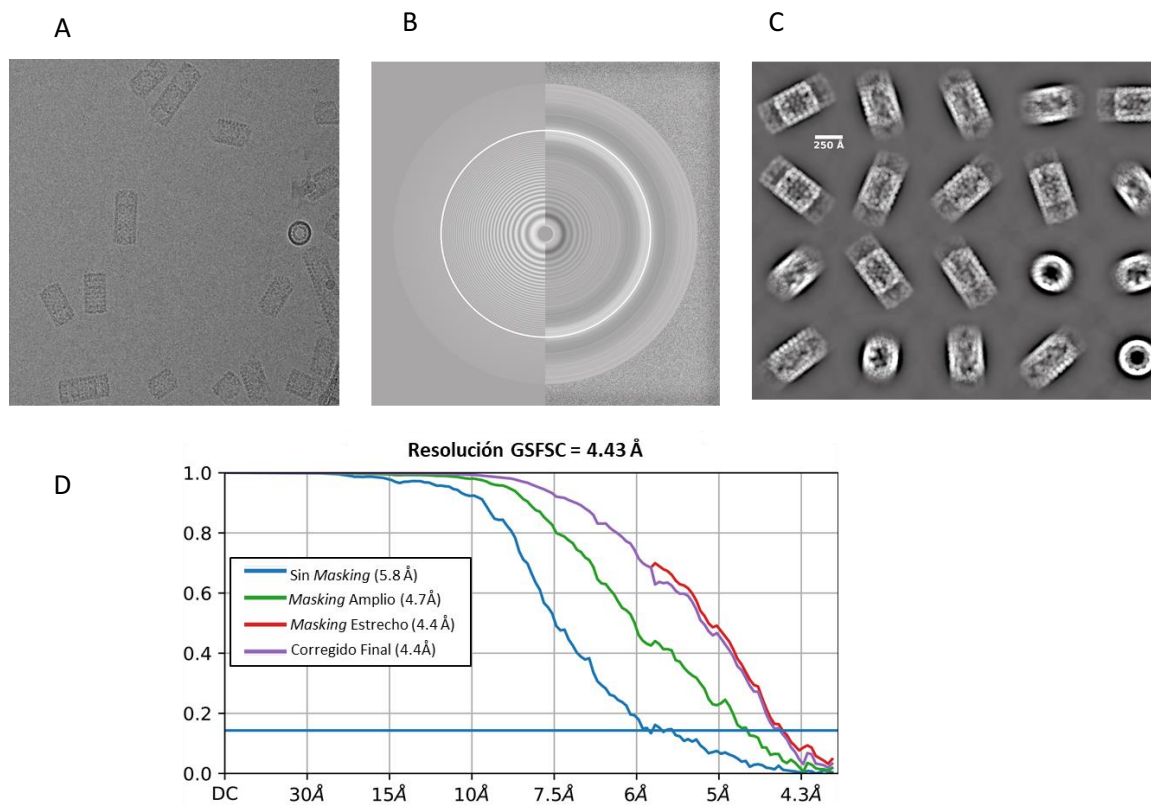 A
B
C
250 Å
D
Resolución GSFSC = 4.43 Å
1.0
0.8
0.6
0.4
0.2
0.0
Sin Masking (5.8 Å)
Masking Amplio (4.7Å)
Masking Estrecho (4.4 Å)
Corregido Final (4.4Å)
DC
30Å
15Å
10Å
7.5Å
6Å
5Å
4.3Å